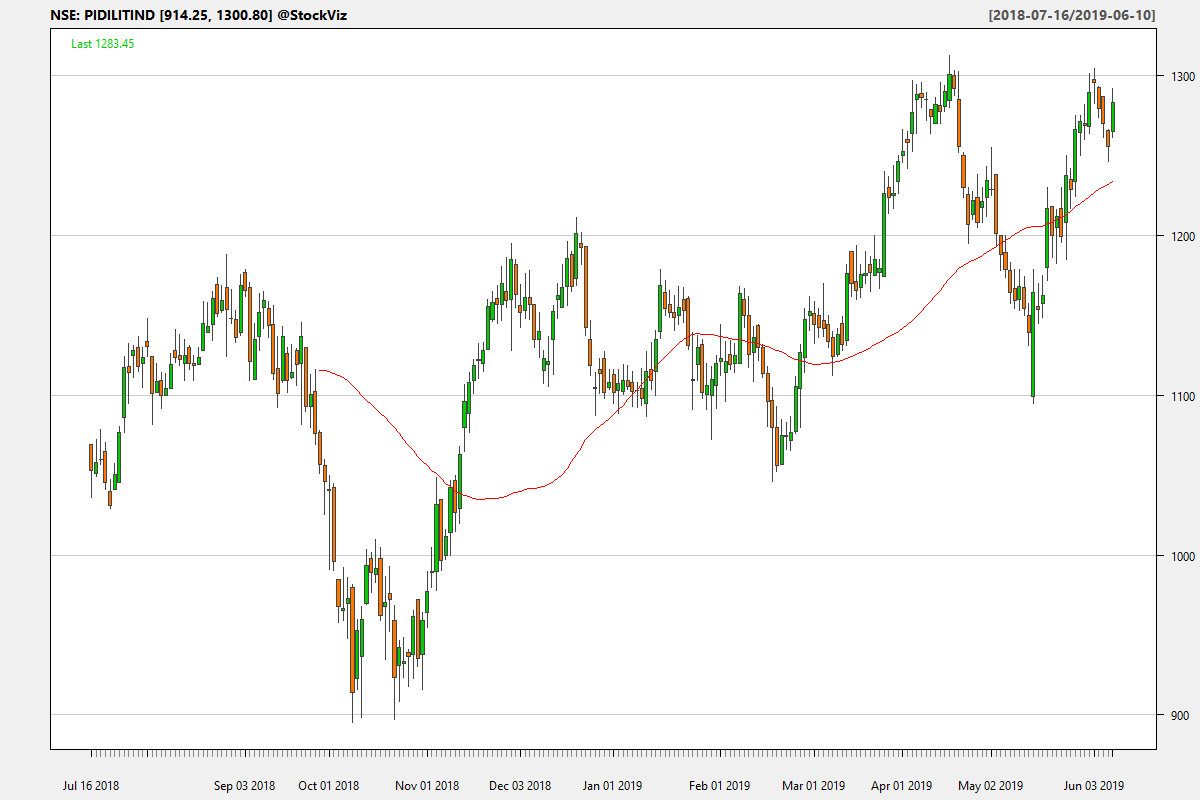 NSE: PIDILITIND [914.25, 1300.80] @StockViz [2018-07-16/2019-06-10]
Last 1283.45
1300
1200
1100
1000
900
Jul 16 2018 Sep 03 2018 Oct 01 2018 Nov 01 2018 Dec 03 2018 Jan 01 2019 Feb 01 2019 Mar 01 2019 Apr 01 2019 May 02 2019 Jun 03 2019